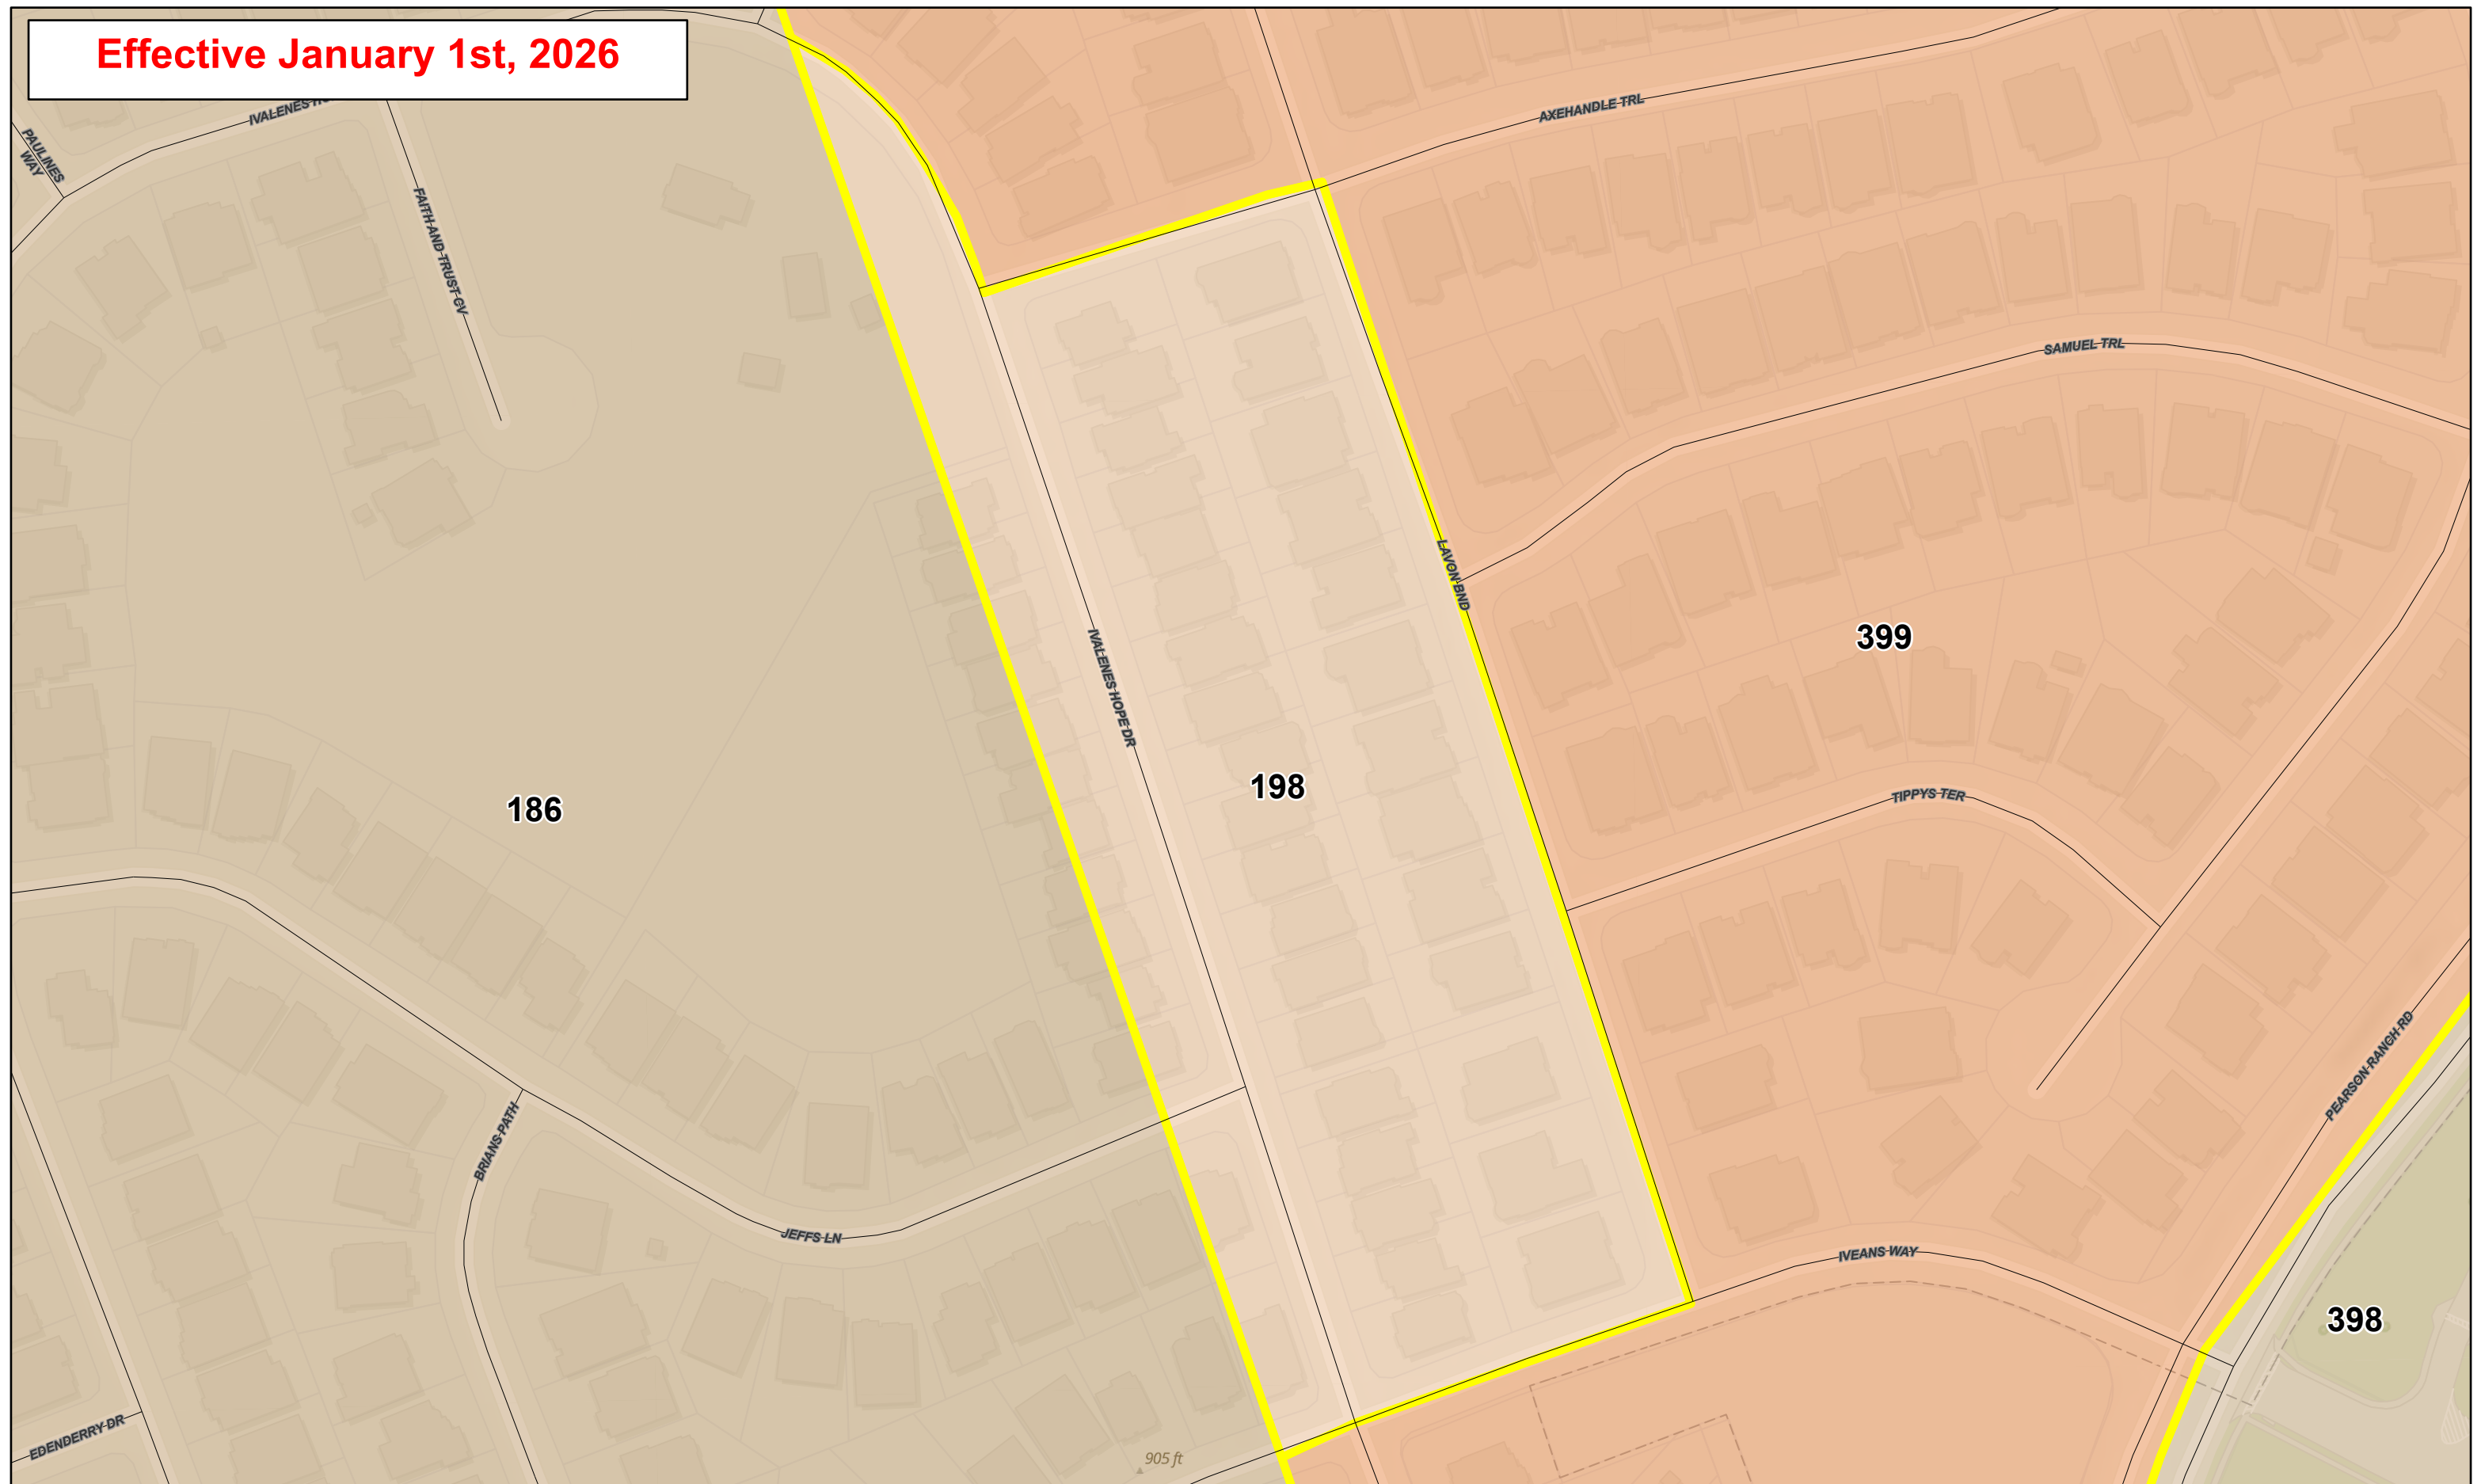 Effective January 1st, 2026
AXEHANDLE TRL
PAULINES
WAY
FAITH AND TRUST CV
SAMUEL TRL
LAVON BND
399
IVALENES HOPE DR
198
186
TIPPYS TER
PEARSON RANCH RD
BRIANS PATH
JEFFS LN
IVEANS WAY
398
EDENDERRY DR
905 ft